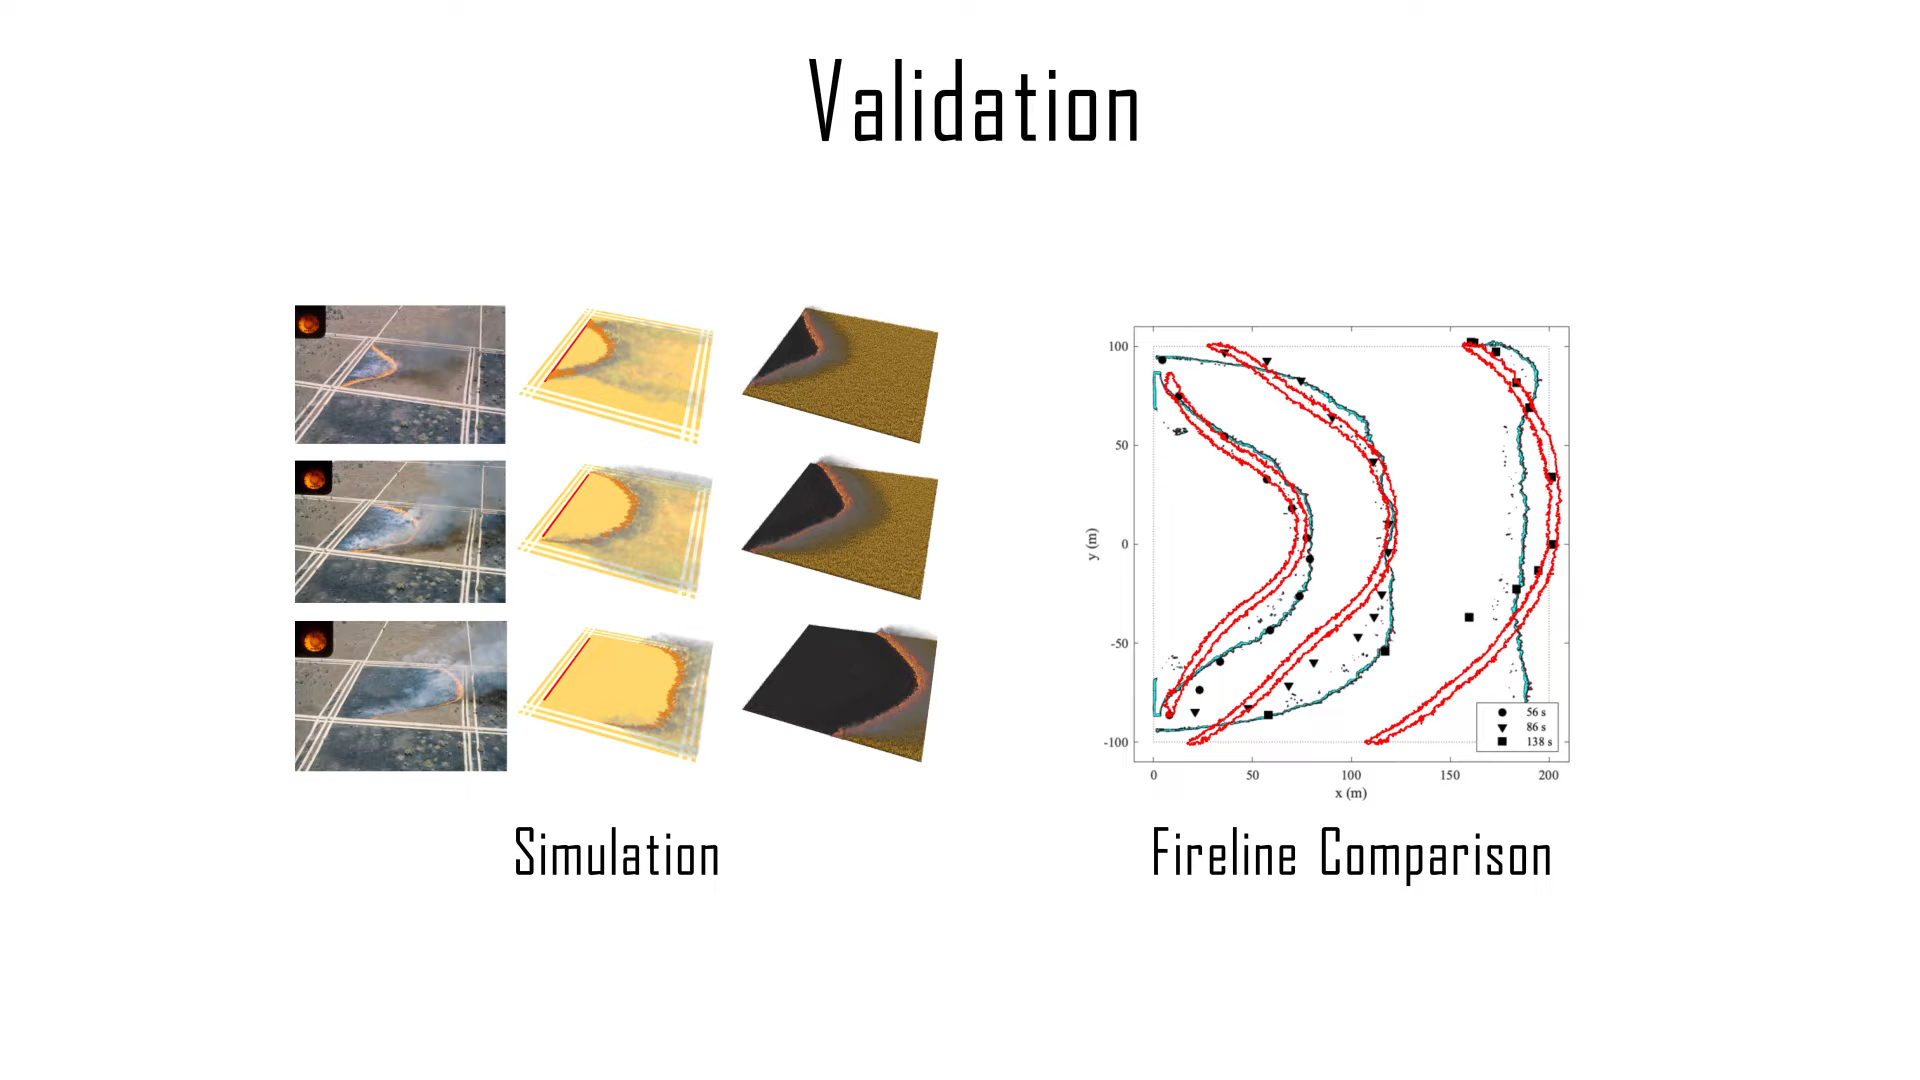 Validation
100
50
0
-50
-100
y (m)
0
50
100
150
200
x (m)
56 s
86 s
138 s
Simulation
Fireline Comparison